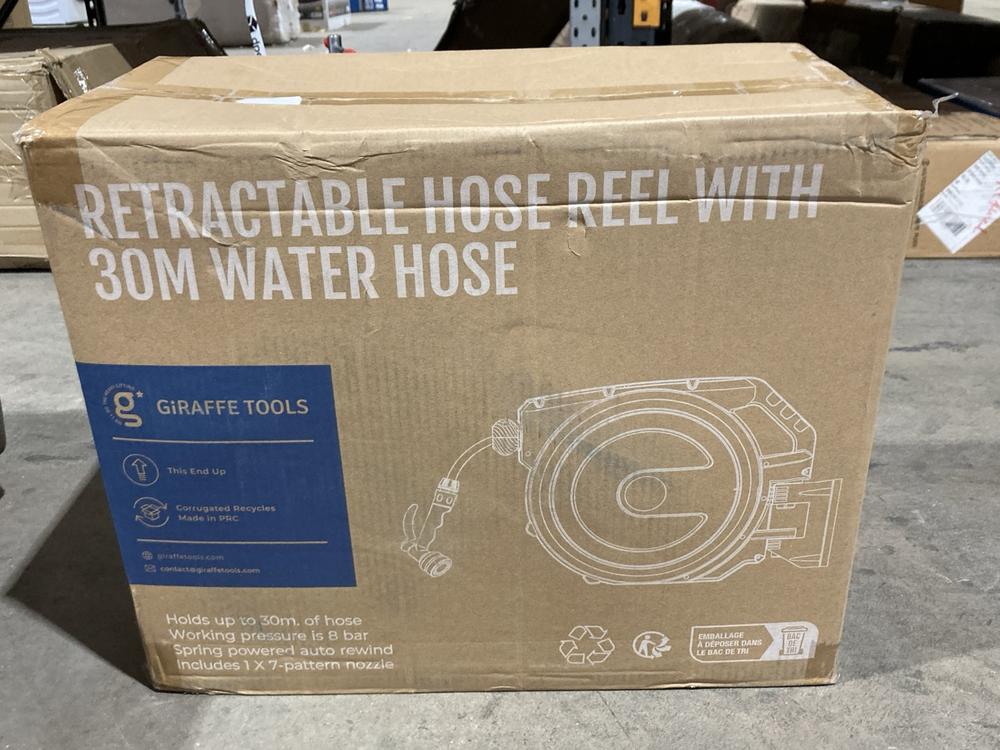 RETRACTABLE HOSE REEL WITH
30M WATER HOSE
g
GiRAFFE TOOLS
This End Up
Corrugated Recycles
Made in PRC
giraffetools.com
contact@giraffetools.com
Holds up to 30m. of hose
Working pressure is 8 bar
Spring powered auto rewind
Includes 1 X 7-pattern nozzle
EMBALLAGE
À DÉPOSER DANS
LE BAC DE TRI
BAC
DE
TRI